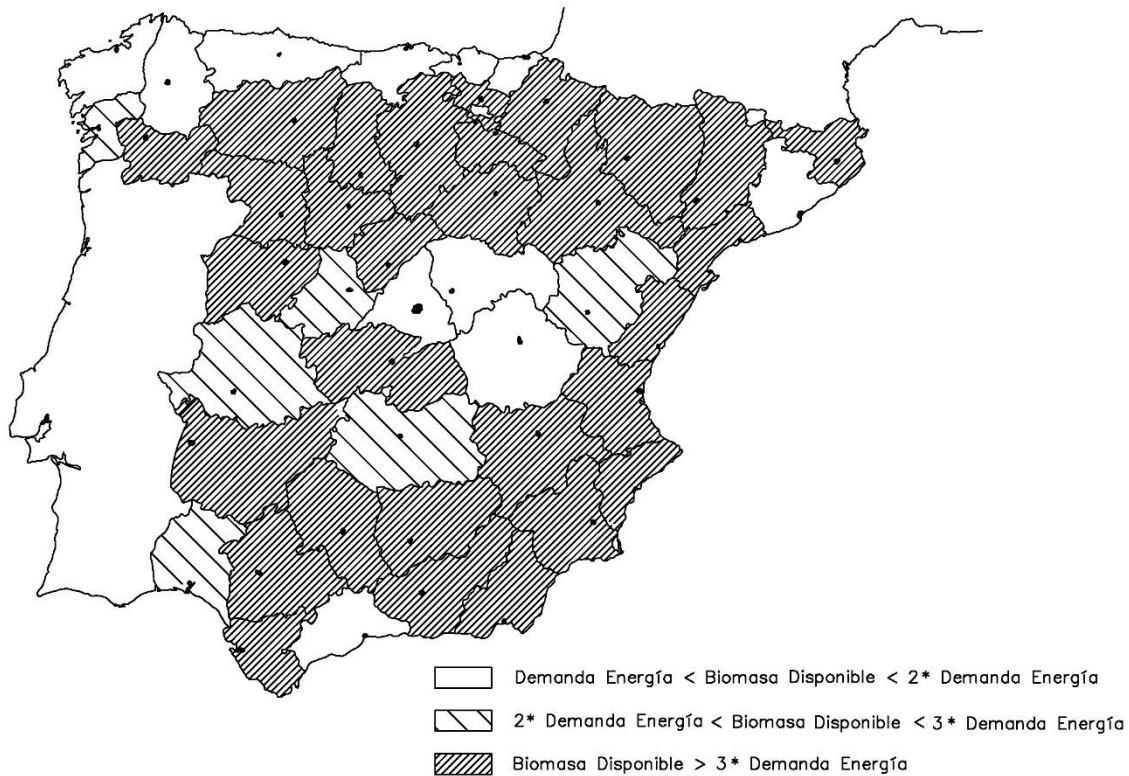 Demanda Energía < Biomasa Disponible < 2* Demanda Energía
2* Demanda Energía < Biomasa Disponible < 3* Demanda Energía
Biomasa Disponible > 3* Demanda Energía